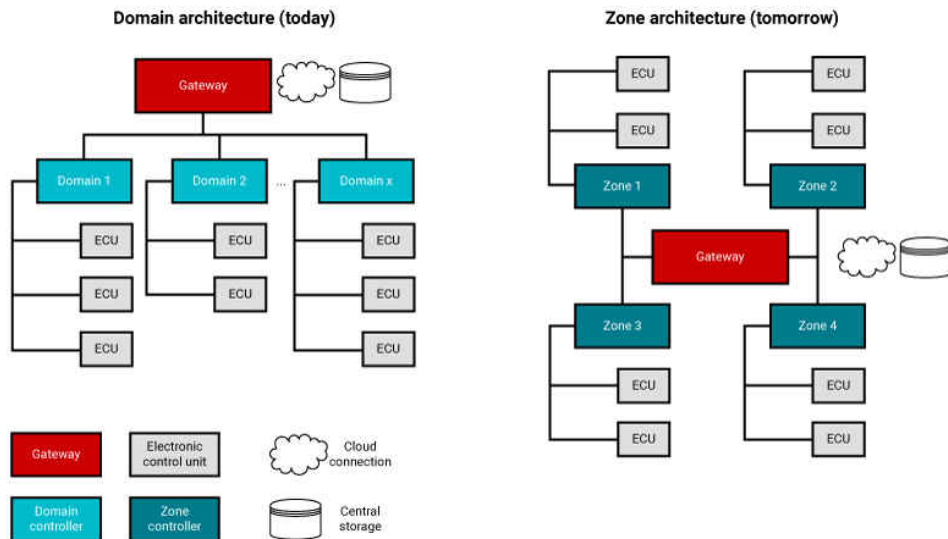 Domain architecture (today)
Gateway
Domain 1
Domain 2
...
Domain x
ECU
ECU
ECU
ECU
ECU
ECU
ECU
ECU
Zone architecture (tomorrow)
ECU
ECU
ECU
ECU
Zone 1
Zone 2
Gateway
Zone 3
Zone 4
ECU
ECU
ECU
ECU
Gateway
Electronic
control unit
Cloud
connection
Domain
controller
Zone
controller
Central
storage